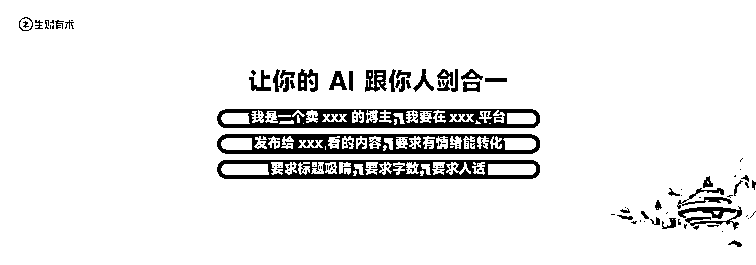 生财有术
让你的 AI 跟你人剑合一
我是一个卖 xxx 的博主，我要在 xxx 平台
发布给 xxx 看的内容，要求有情绪能转化
要求标题吸睛，要求字数，要求人话